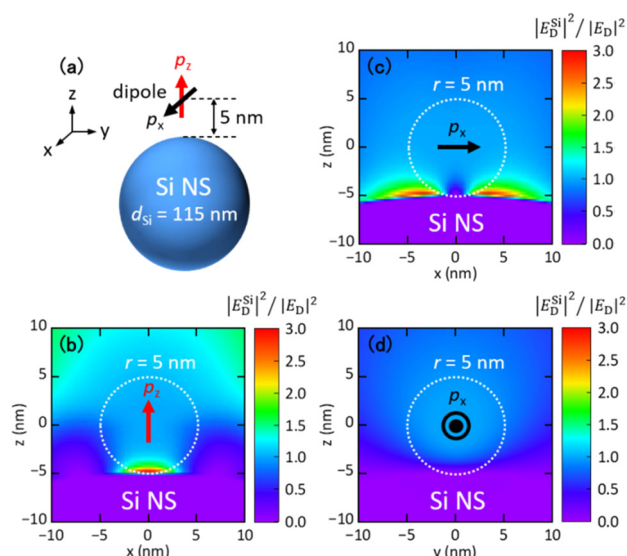 (a)
p_z
dipole
p_x
5 nm
z
y
x
Si NS
d_Si = 115 nm
|E_D^Si|²/ |E_D|²
(c)
r = 5 nm
p_x
Si NS
10
5
0
−5
−10
z (nm)
−10
−5
0
5
10
x (nm)
3.0
2.5
2.0
1.5
1.0
0.5
0.0
|E_D^Si|²/ |E_D|²
(b)
r = 5 nm
p_z
Si NS
10
5
0
−5
−10
z (nm)
−10
−5
0
5
10
x (nm)
3.0
2.5
2.0
1.5
1.0
0.5
0.0
|E_D^Si|²/ |E_D|²
(d)
r = 5 nm
p_x
Si NS
10
5
0
−5
−10
z (nm)
−10
−5
0
5
10
y (nm)
3.0
2.5
2.0
1.5
1.0
0.5
0.0